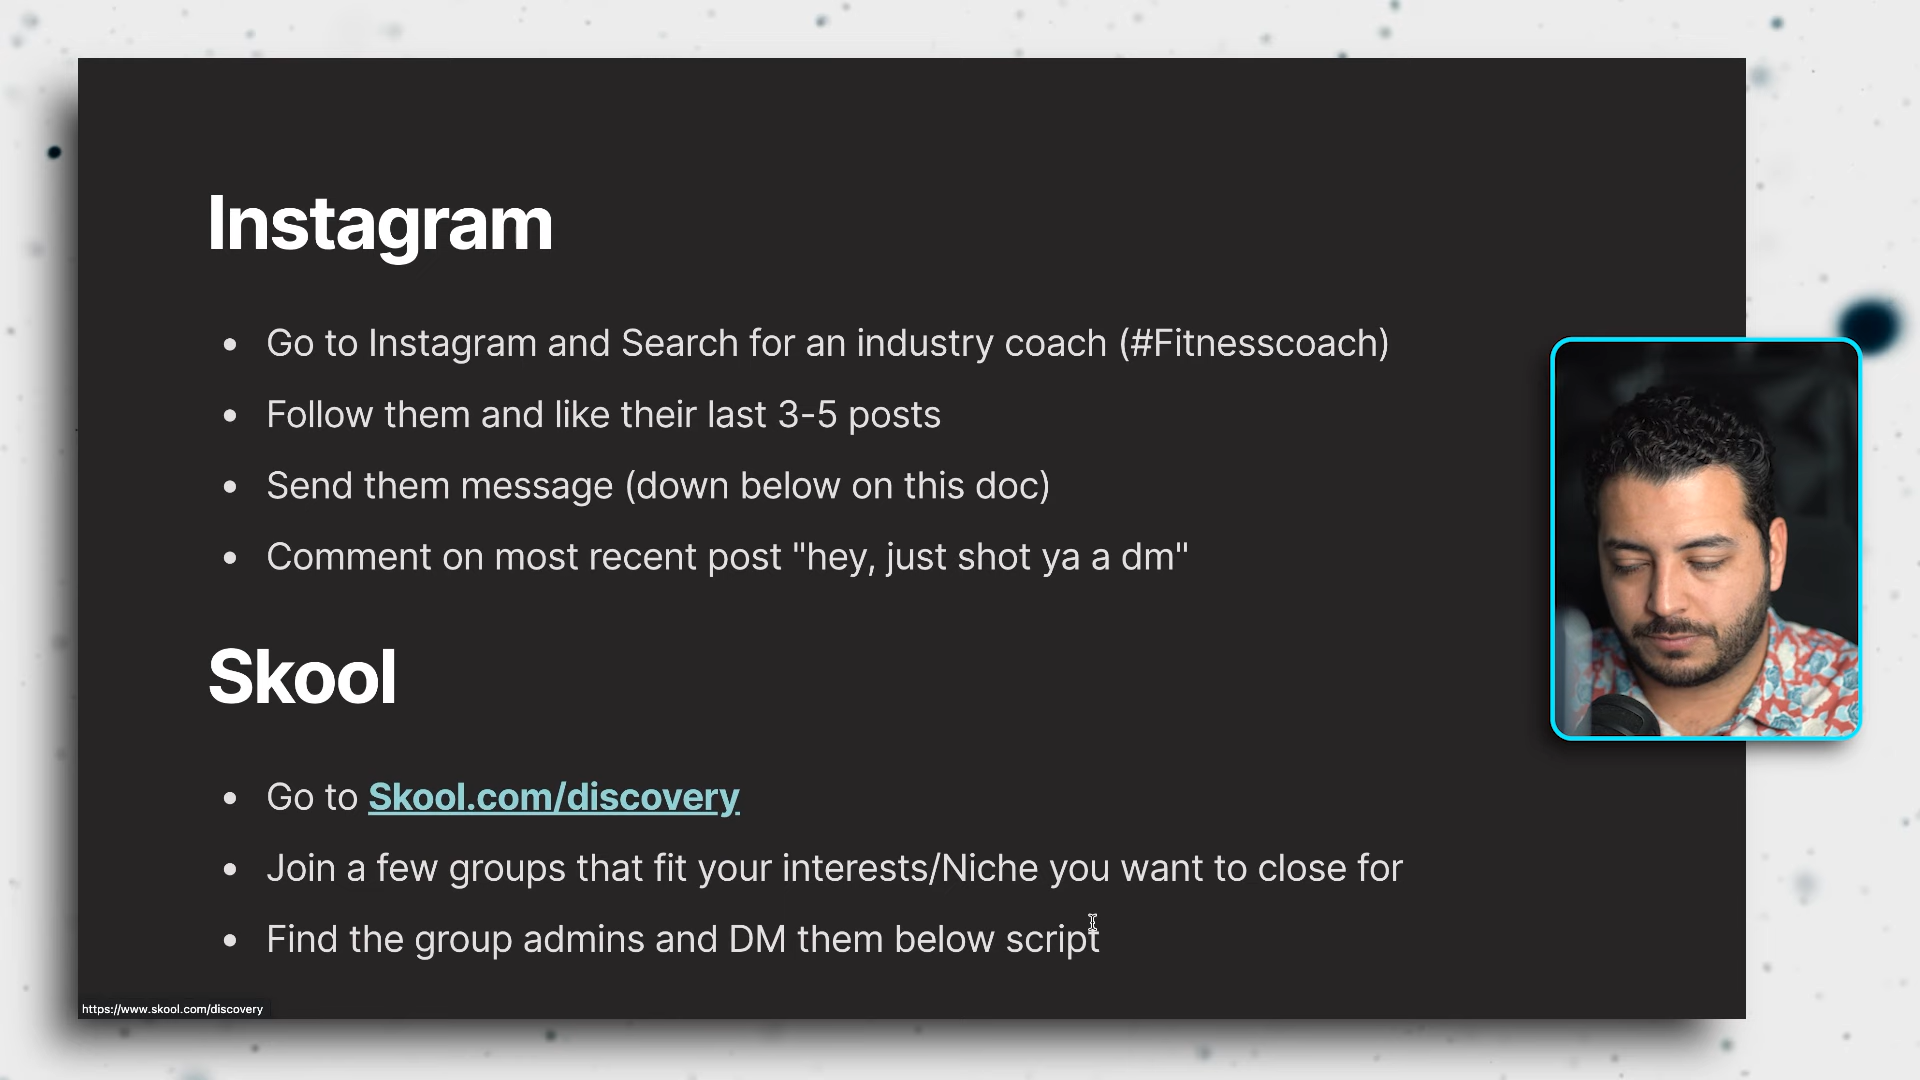 Instagram
Go to Instagram and Search for an industry coach (#Fitnesscoach)
Follow them and like their last 3-5 posts
Send them message (down below on this doc)
Comment on most recent post "hey, just shot ya a dm"
Skool
Go to Skool.com/discovery
Join a few groups that fit your interests/Niche you want to close for
Find the group admins and DM them below script
https://www.skool.com/discovery